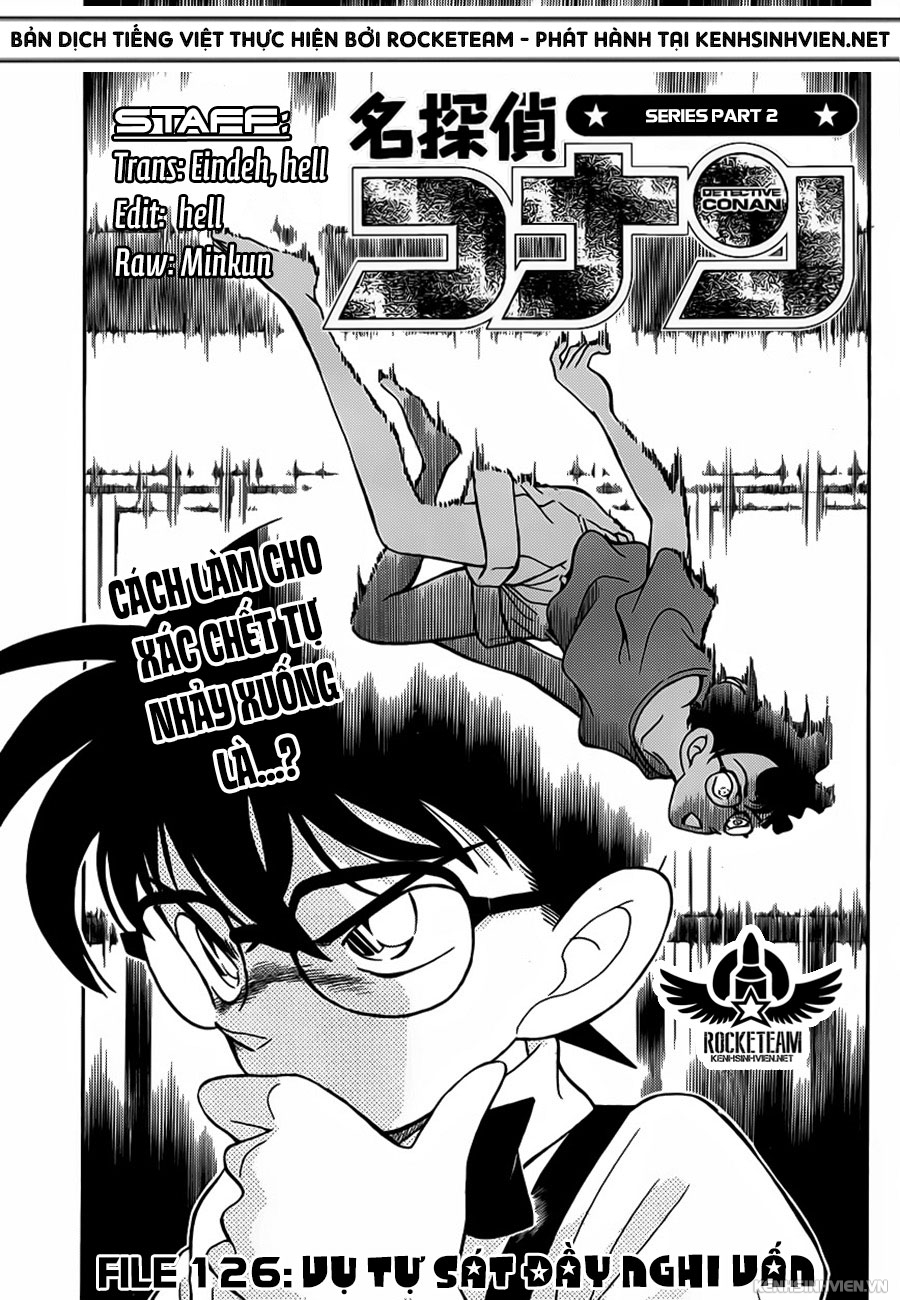 BẢN DỊCH TIẾNG VIỆT THỰC HIỆN BỞI ROCKETEAM - PHÁT HÀNH TẠI KENHSINHVIEN.NET
STAFF:
Trans: Eindeh, hell
Edit: hell
Raw: Minkun
名探偵
SERIES PART 2
コナン
DETECTIVE
CONAN
CÁCH LÀM CHO
XÁC CHẾT TỰ
NHẢY XUỐNG
LÀ...?
ROCKETEAM
KENHSINHVIEN.NET
FILE 126: VỤ TỰ SÁT ĐẦY NGHI VẤN
KENHSINHVIEN.VN